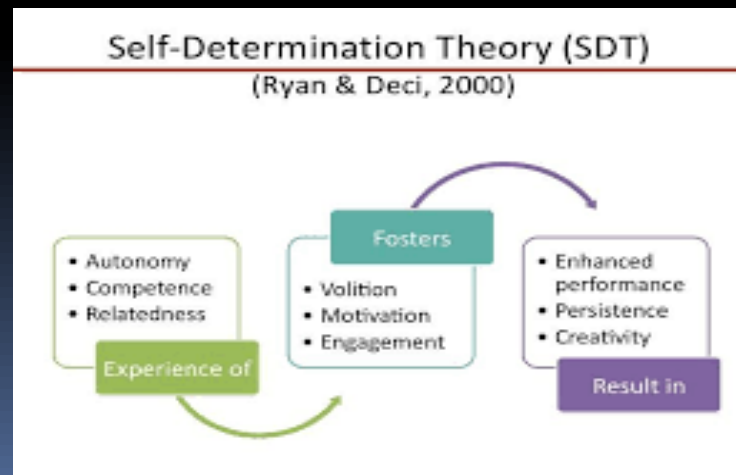 Self-Determination Theory (SDT)
(Ryan & Deci, 2000)
• Autonomy
• Competence
• Relatedness
Experience of
Fosters
• Volition
• Motivation
• Engagement
• Enhanced
performance
• Persistence
• Creativity
Result in